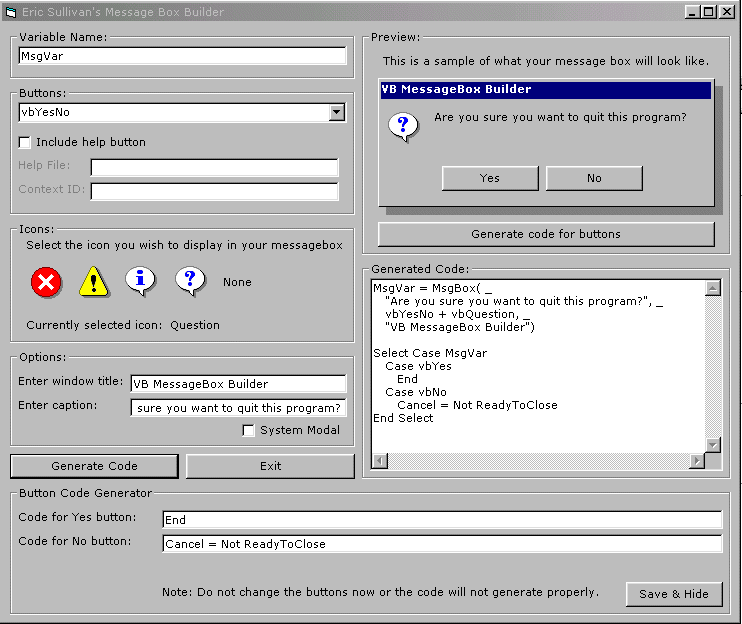 Eric Sullivan's Message Box Builder
Variable Name:
MsgVar
Buttons:
vbYesNo
Include help button
Help File:
Context ID:
Icons:
Select the icon you wish to display in your messagebox
None
Currently selected icon: Question
Options:
Enter window title: VB MessageBox Builder
Enter caption: sure you want to quit this program?
System Modal
Generate Code
Exit
Preview:
This is a sample of what your message box will look like.
VB MessageBox Builder
Are you sure you want to quit this program?
Yes
No
Generate code for buttons
Generated Code:
MsgVar = MsgBox( _
"Are you sure you want to quit this program?", _
vbYesNo + vbQuestion, _
"VB MessageBox Builder")
Select Case MsgVar
Case vbYes
End
Case vbNo
Cancel = Not ReadyToClose
End Select
Button Code Generator
Code for Yes button: End
Code for No button: Cancel = Not ReadyToClose
Note: Do not change the buttons now or the code will not generate properly.
Save & Hide